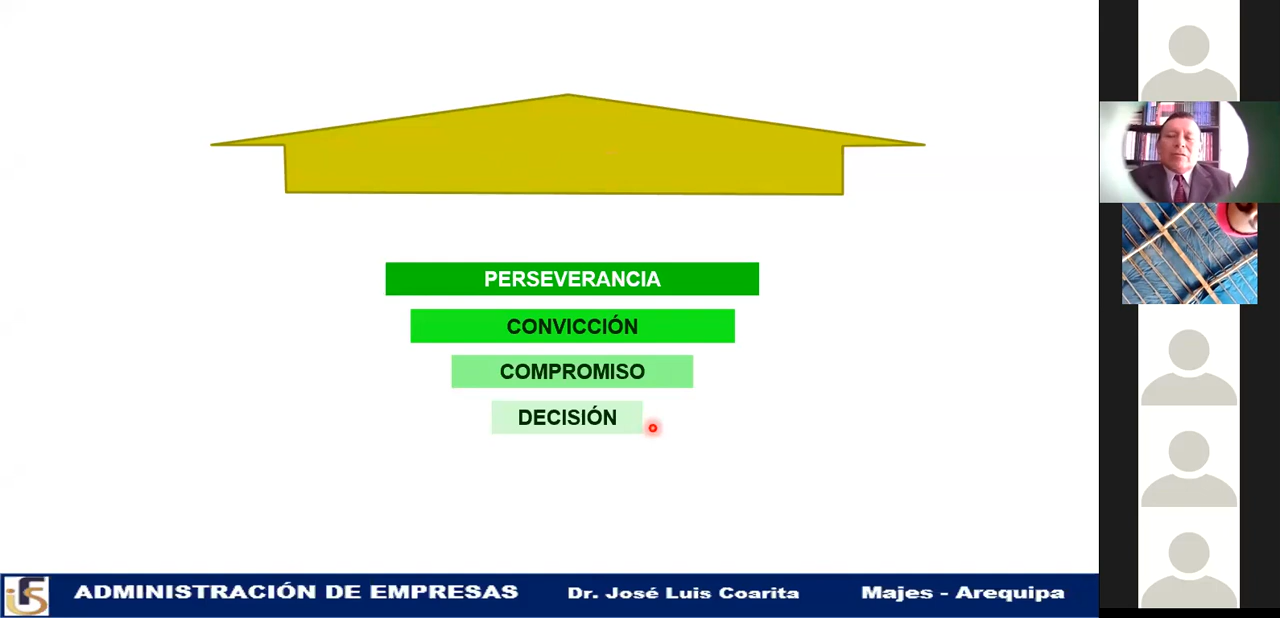 PERSEVERANCIA
CONVICCIÓN
COMPROMISO
DECISIÓN
ADMINISTRACIÓN DE EMPRESAS Dr. José Luis Coarita Majes - Arequipa